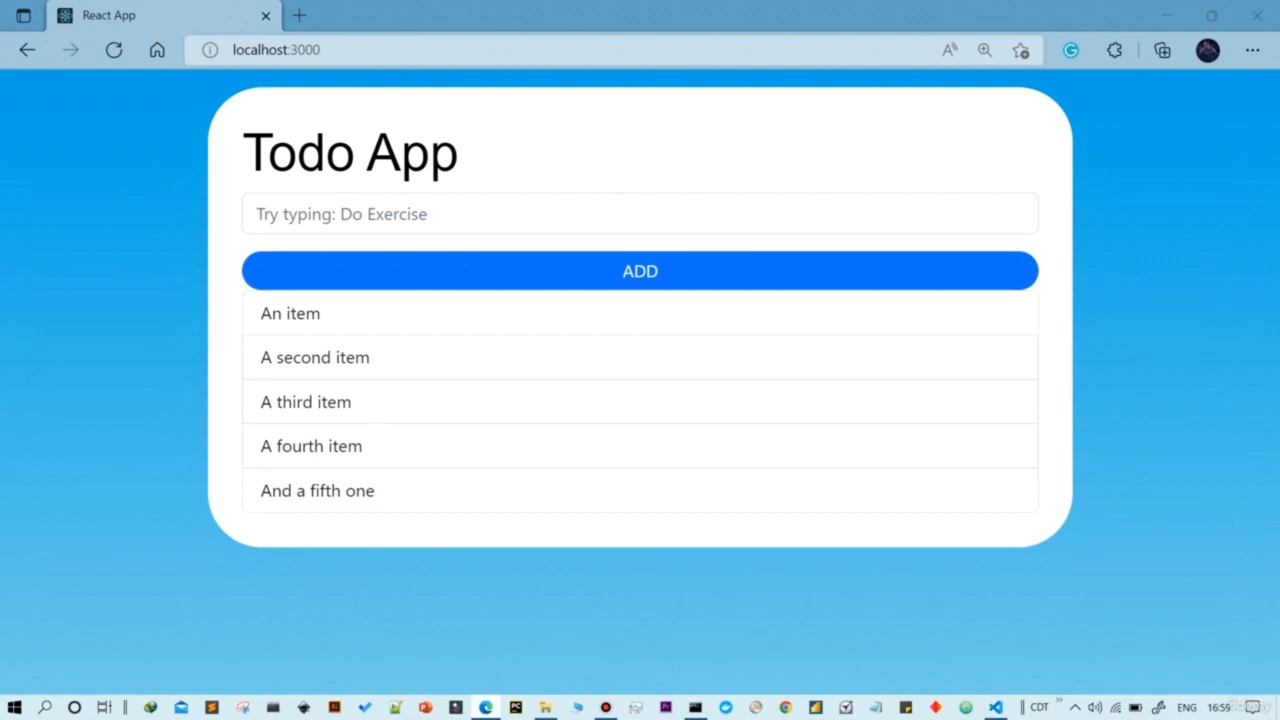 React App
localhost:3000
Todo App
Try typing: Do Exercise
ADD
An item
A second item
A third item
A fourth item
And a fifth one
CDT
ENG
16:59